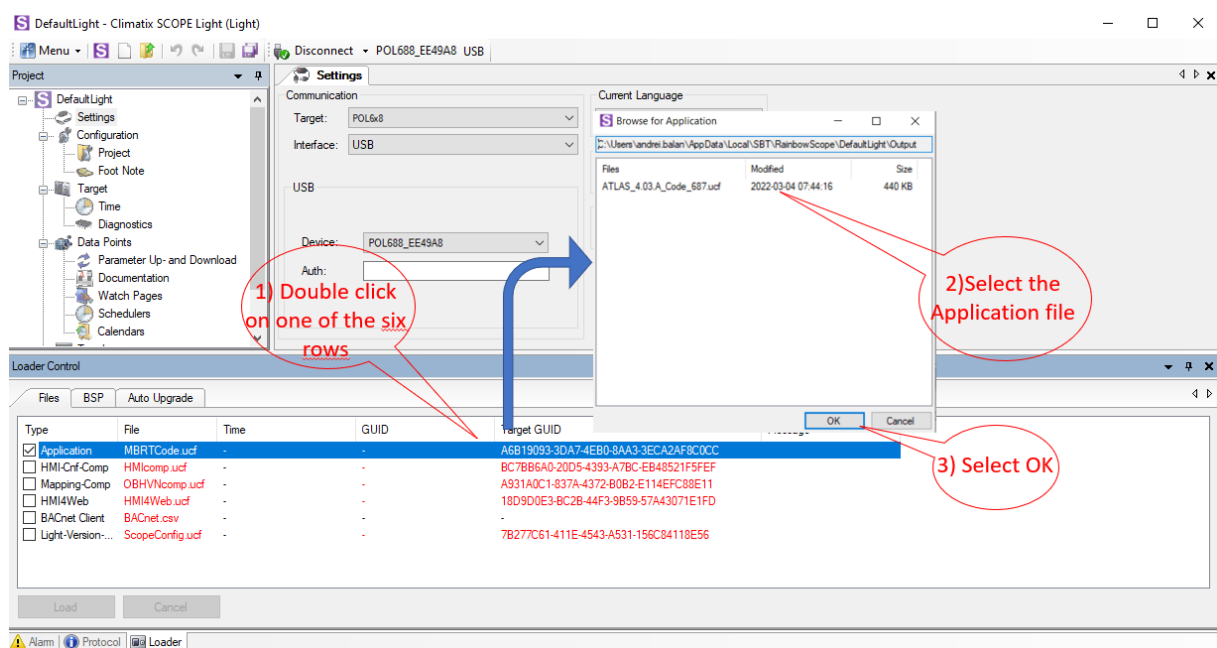 DefaultLight - Climatix SCOPE Light (Light)
Menu Disconnect POL688_EE49A8 USB
Project
Settings
DefaultLight
Settings
Configuration
Project
Foot Note
Target
Time
Diagnostics
Data Points
Parameter Up- and Download
Documentation
Watch Pages
Schedulers
Calendars
Communication
Target: POL6x8
Interface: USB
USB
Device: POL688_EE49A8
Auth:
Current Language
Browse for Application
C:\Users\andrei.balan\AppData\Local\SBT\RainbowScope\DefaultLight\Output
Files Modified Size
ATLAS_4.03.A_Code_687.ucf 2022-03-04 07:44:16 440 KB
OK Cancel
1) Double click
on one of the six
rows
2)Select the
Application file
3) Select OK
Loader Control
Files BSP Auto Upgrade
Type File Time GUID Target GUID
Application MBRTCode.ucf - - A6B19093-3DA7-4EB0-8AA3-3ECA2AF8C0CC
HMI-Cnf-Comp HMIcomp.ucf - - BC7BB6A0-20D5-4393-A7BC-EB48521F5FEF
Mapping-Comp OBHVNcomp.ucf - - A931A0C1-837A-4372-B0B2-E114EFC88E11
HMI4Web HMI4Web.ucf - - 18D9D0E3-BC2B-44F3-9B59-57A43071E1FD
BACnet Client BACnet.csv - - -
Light-Version-... ScopeConfig.ucf - - 7B277C61-411E-4543-A531-156C84118E56
Load Cancel
Alarm Protocol Loader